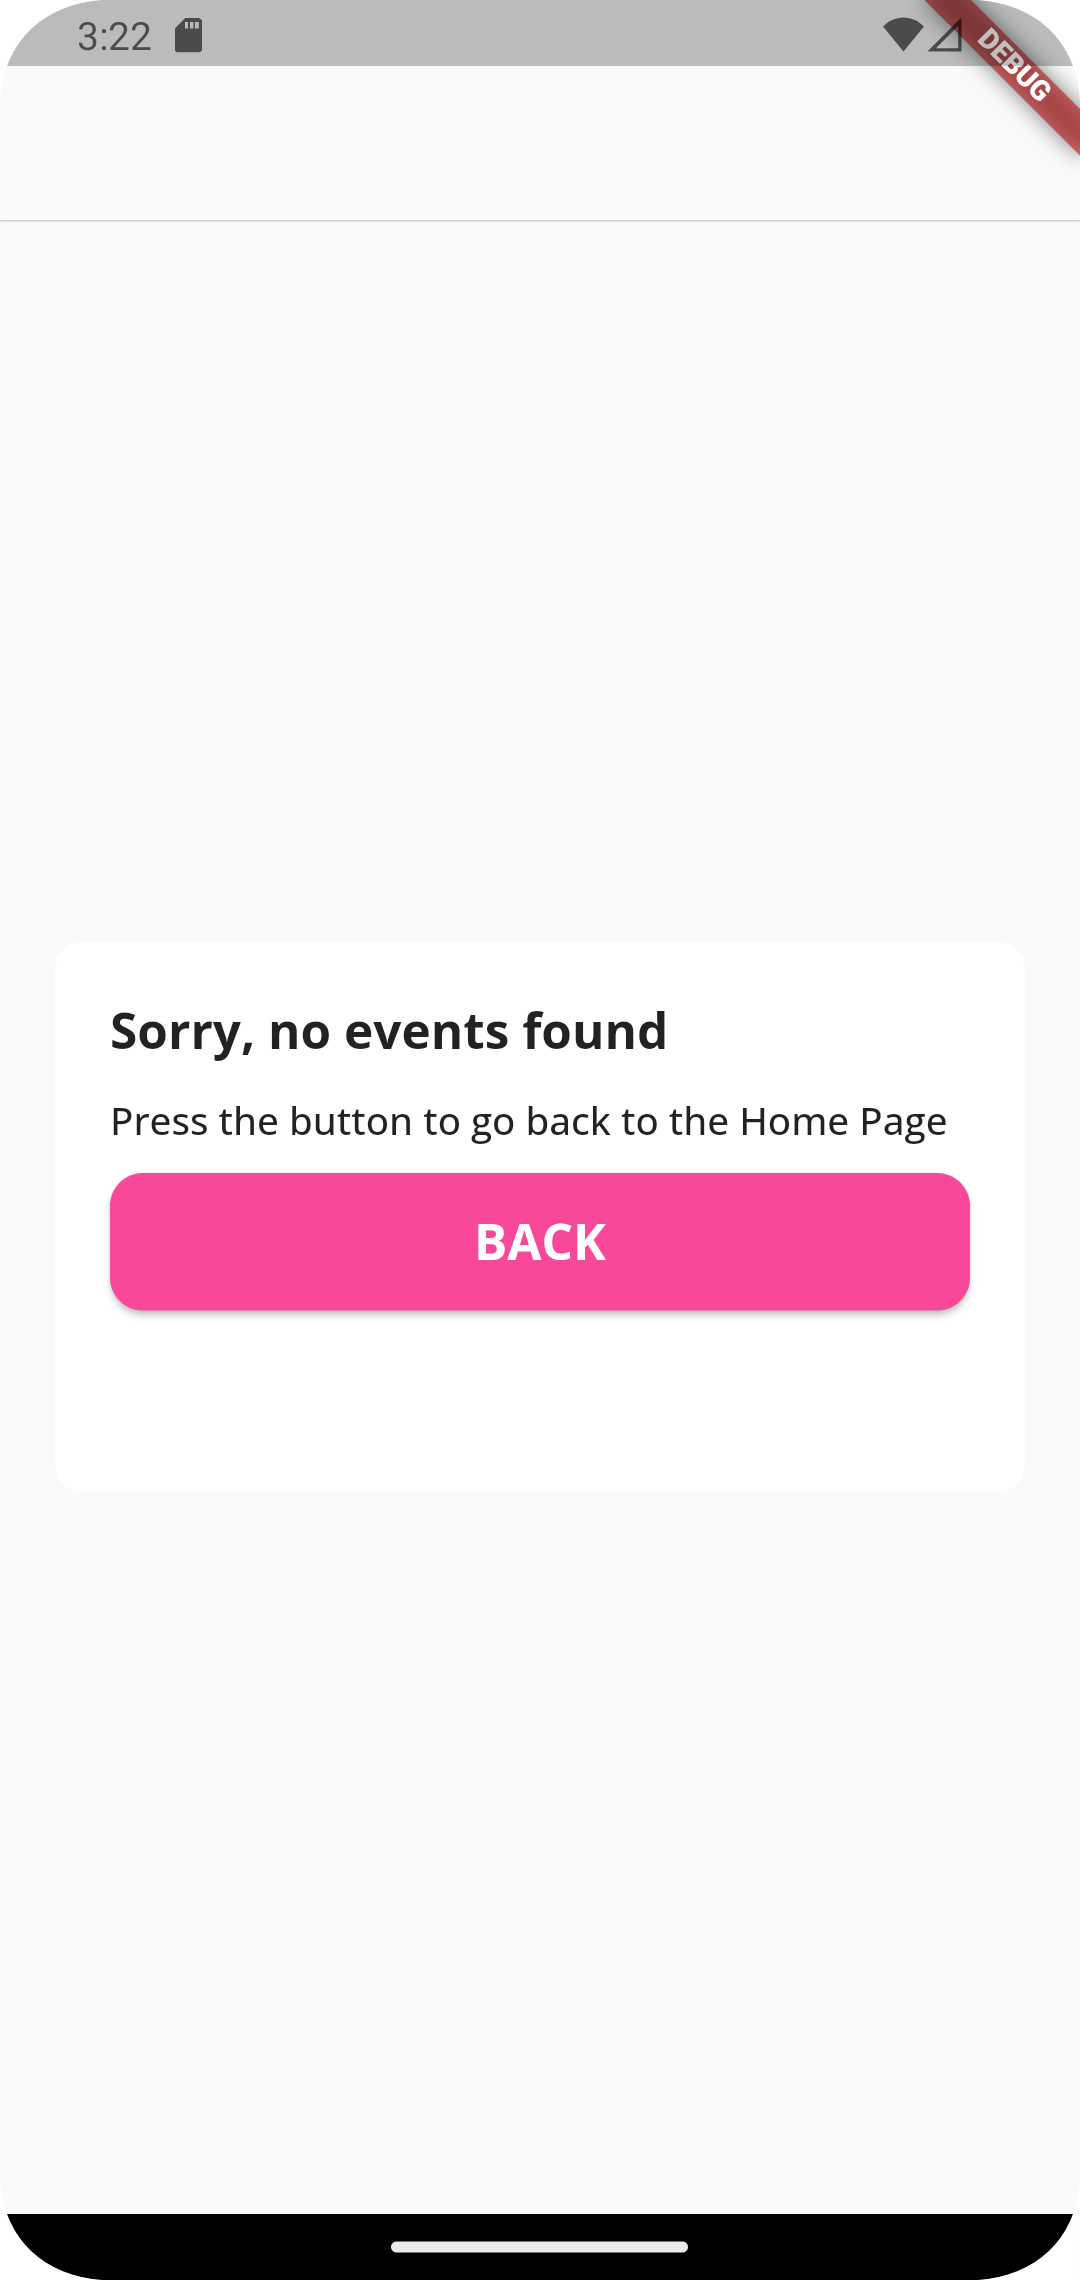 3:22
DEBUG
Sorry, no events found
Press the button to go back to the Home Page
BACK